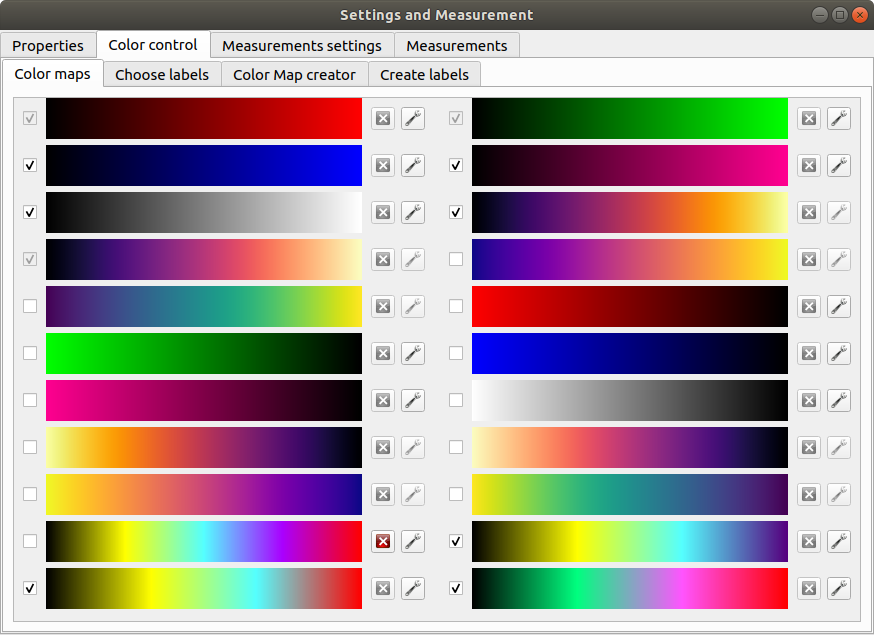 Settings and Measurement
Properties Color control Measurements settings Measurements
Color maps Choose labels Color Map creator Create labels